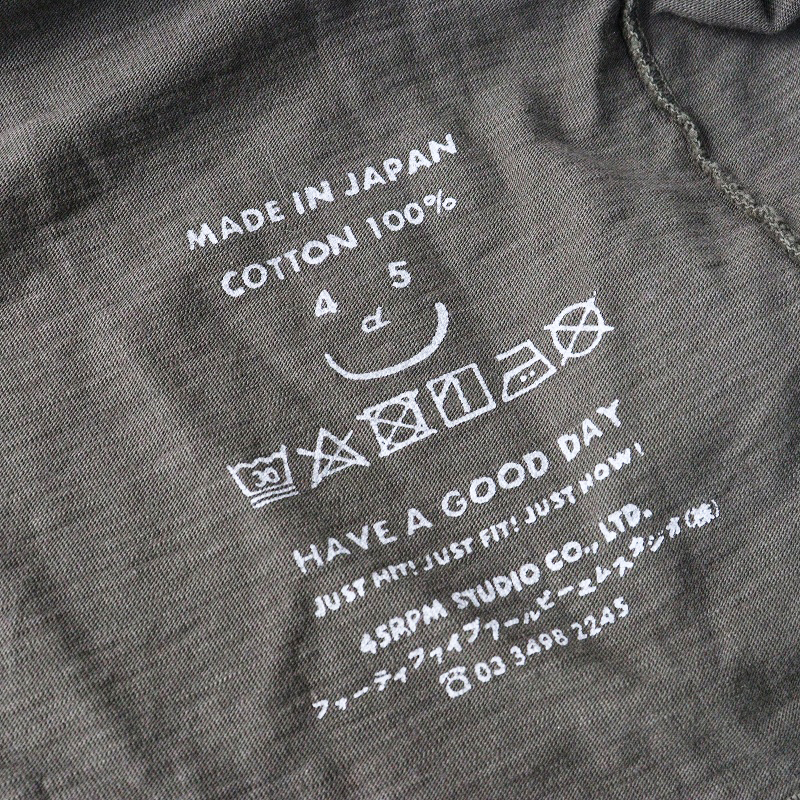 MADE IN JAPAN
COTTON 100%
4 5
R
30
HAVE A GOOD DAY
JUST HIT! JUST FIT! JUST NOW!
45RPM STUDIO CO., LTD.
フォーティファイブアールピーエムスタジオ(株)
☎03 3498 2245